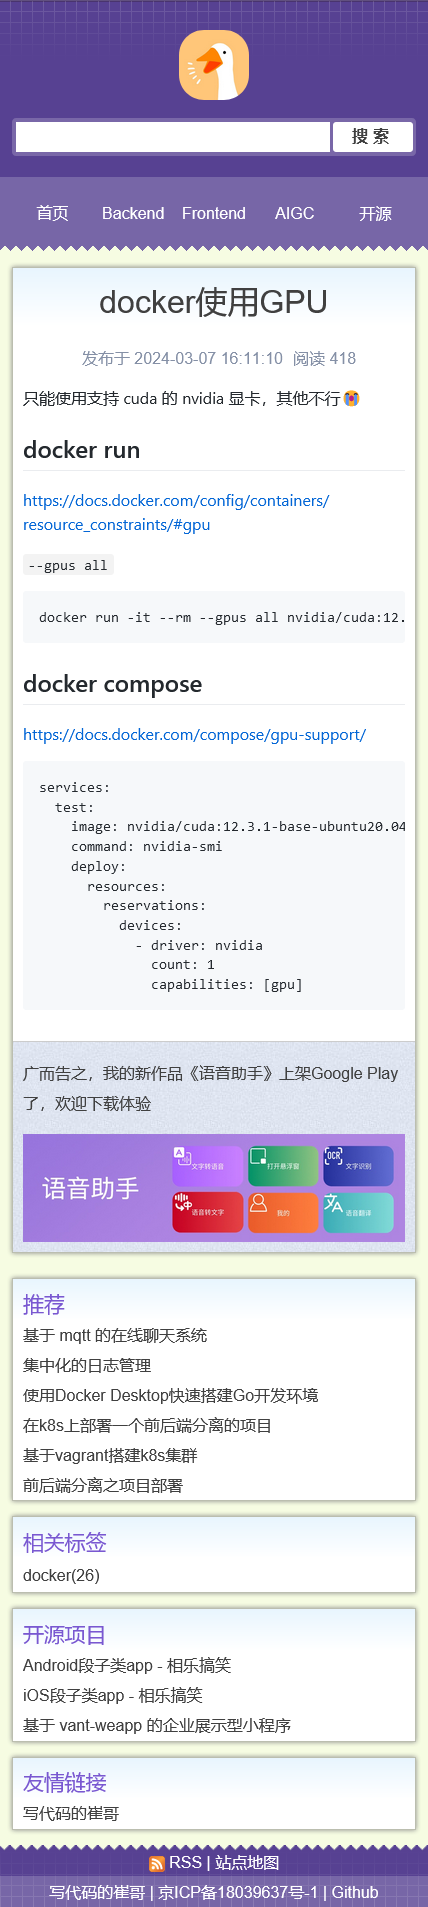 搜 索
首页 Backend Frontend AIGC 开源
docker使用GPU
发布于 2024-03-07 16:11:10 阅读 418
只能使用支持 cuda 的 nvidia 显卡，其他不行😭
docker run
https://docs.docker.com/config/containers/
resource_constraints/#gpu
--gpus all
docker run -it --rm --gpus all nvidia/cuda:12.
docker compose
https://docs.docker.com/compose/gpu-support/
services:
  test:
    image: nvidia/cuda:12.3.1-base-ubuntu20.04
    command: nvidia-smi
    deploy:
      resources:
        reservations:
          devices:
            - driver: nvidia
              count: 1
              capabilities: [gpu]
广而告之，我的新作品《语音助手》上架Google Play
了，欢迎下载体验
语音助手
文字转语音 打开悬浮窗 OCR 文字识别
语音转文字 我的 语音翻译
推荐
基于 mqtt 的在线聊天系统
集中化的日志管理
使用Docker Desktop快速搭建Go开发环境
在k8s上部署一个前后端分离的项目
基于vagrant搭建k8s集群
前后端分离之项目部署
相关标签
docker(26)
开源项目
Android段子类app - 相乐搞笑
iOS段子类app - 相乐搞笑
基于 vant-weapp 的企业展示型小程序
友情链接
写代码的崔哥
RSS | 站点地图
写代码的崔哥 | 京ICP备18039637号-1 | Github